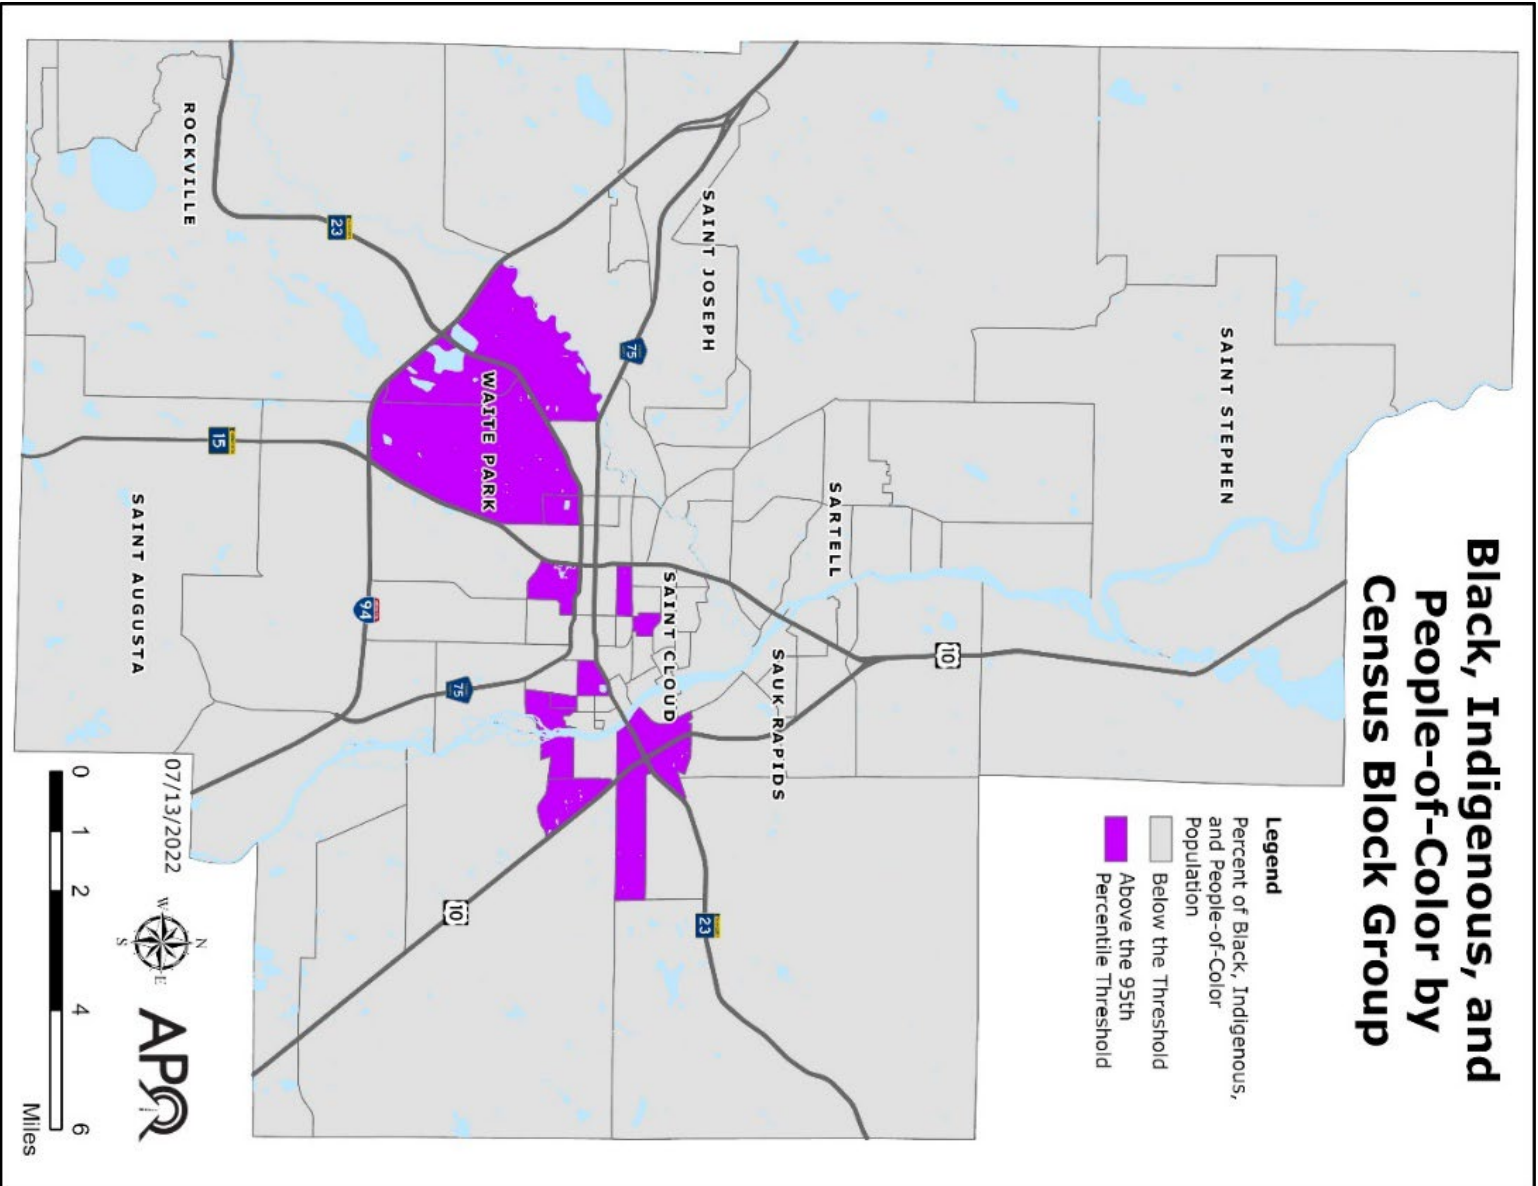 Black, Indigenous, and
People-of-Color by
Census Block Group
Legend
Percent of Black, Indigenous,
and People-of-Color
Population
Below the Threshold
Above the 95th
Percentile Threshold
SAINT STEPHEN
10
SARTELL
SAUK RAPIDS
SAINT JOSEPH
SAINT CLOUD
23
75
WAITE PARK
10
75
23
94
15
ROCKVILLE
SAINT AUGUSTA
07/13/2022
N
W
E
S
APO
0 1 2 4 6
Miles